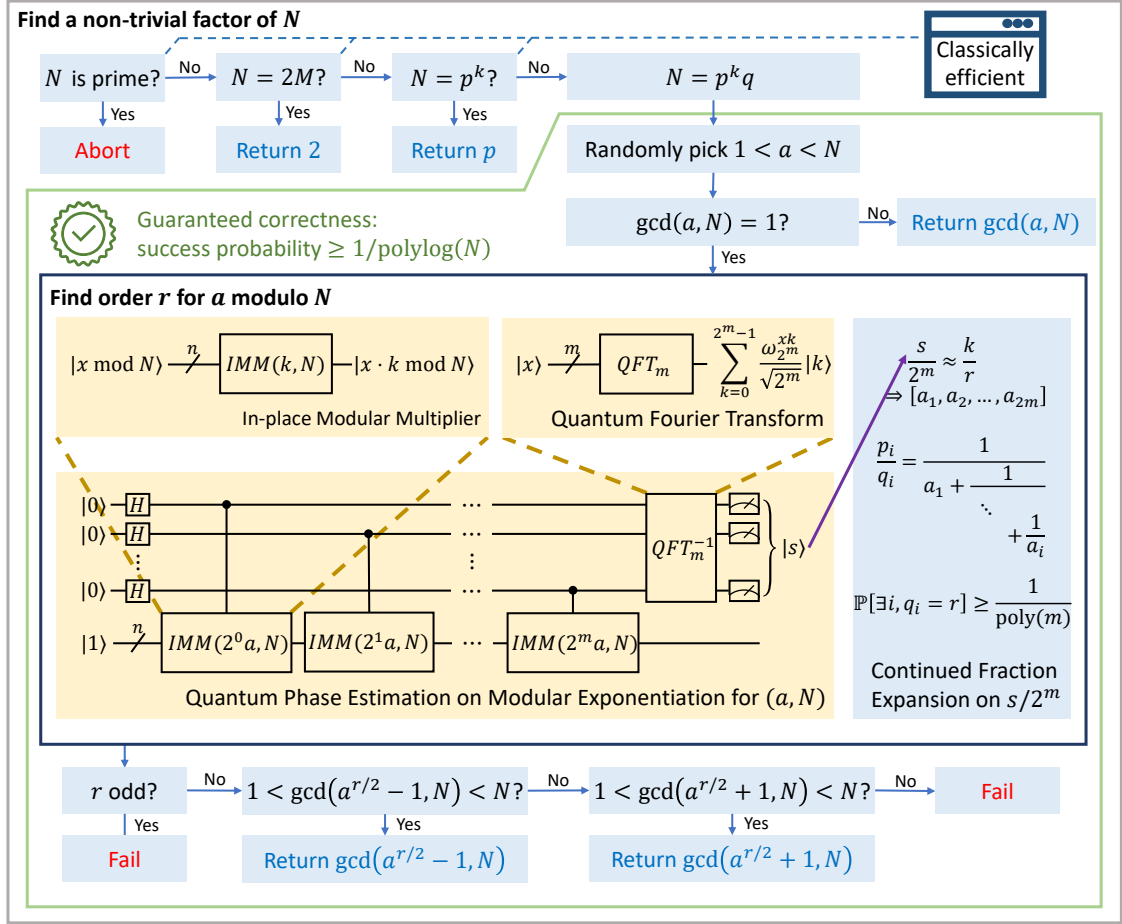 Find a non-trivial factor of N
Classically
efficient
N is prime?
No
N = 2M?
No
N = p^k?
No
N = p^k q
Yes
Yes
Yes
Abort
Return 2
Return p
Randomly pick 1 < a < N
Guaranteed correctness:
success probability ≥ 1/polylog(N)
gcd(a, N) = 1?
No
Return gcd(a, N)
Yes
Find order r for a modulo N
|x mod N⟩
n
IMM(k, N)
|x · k mod N⟩
In-place Modular Multiplier
|x⟩
m
QFT_m
∑_{k=0}^{2^m−1} ω_{2^m}^{xk}/√2^m |k⟩
Quantum Fourier Transform
s/2^m ≈ k/r
⇒ [a_1, a_2, …, a_{2m}]
p_i/q_i = 1/(a_1 + 1/(⋱ + 1/a_i))
ℙ[∃i, q_i = r] ≥ 1/poly(m)
Continued Fraction
Expansion on s/2^m
|0⟩ H ⋯
|0⟩ H ⋯
⋮ ⋮
|0⟩ H ⋯
QFT_m^{−1}
|s⟩
|1⟩ n IMM(2^0 a, N) IMM(2^1 a, N) ⋯ IMM(2^m a, N)
Quantum Phase Estimation on Modular Exponentiation for (a, N)
r odd?
No
1 < gcd(a^{r/2} − 1, N) < N?
No
1 < gcd(a^{r/2} + 1, N) < N?
No
Fail
Yes
Yes
Yes
Fail
Return gcd(a^{r/2} − 1, N)
Return gcd(a^{r/2} + 1, N)